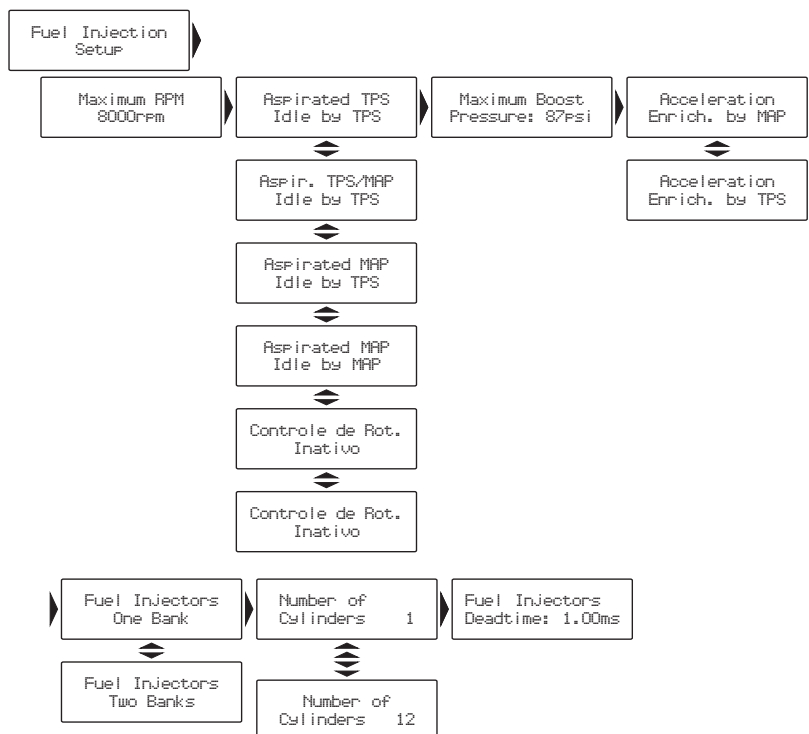 Fuel Injection
Setup
Maximum RPM
8000rpm
Aspirated TPS
Idle by TPS
Maximum Boost
Pressure: 87psi
Acceleration
Enrich. by MAP
Aspir. TPS/MAP
Idle by TPS
Acceleration
Enrich. by TPS
Aspirated MAP
Idle by TPS
Aspirated MAP
Idle by MAP
Controle de Rot.
Inativo
Controle de Rot.
Inativo
Fuel Injectors
One Bank
Number of
Cylinders 1
Fuel Injectors
Deadtime: 1.00ms
Fuel Injectors
Two Banks
Number of
Cylinders 12